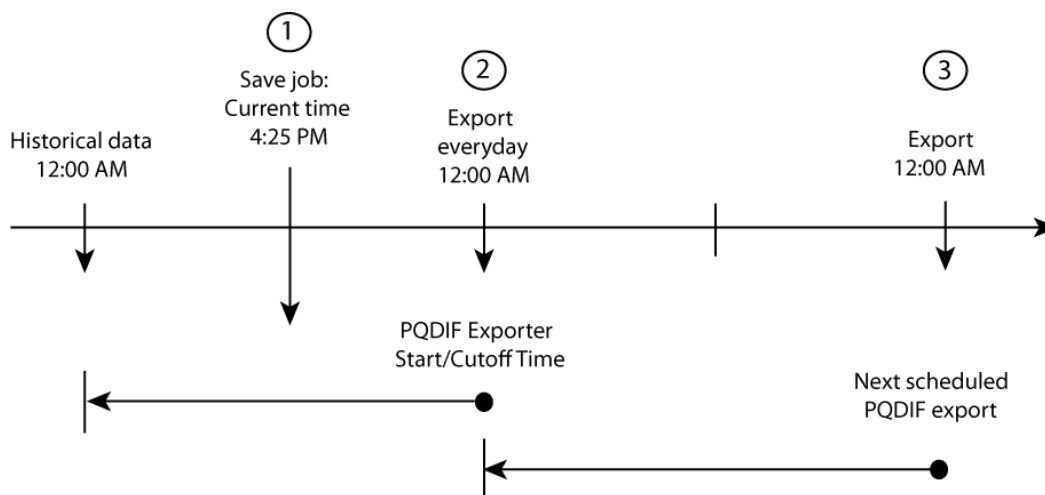 1
Save job:
Current time
4:25 PM
2
Export
everyday
12:00 AM
3
Export
12:00 AM
Historical data
12:00 AM
PQDIF Exporter
Start/Cutoff Time
Next scheduled
PQDIF export